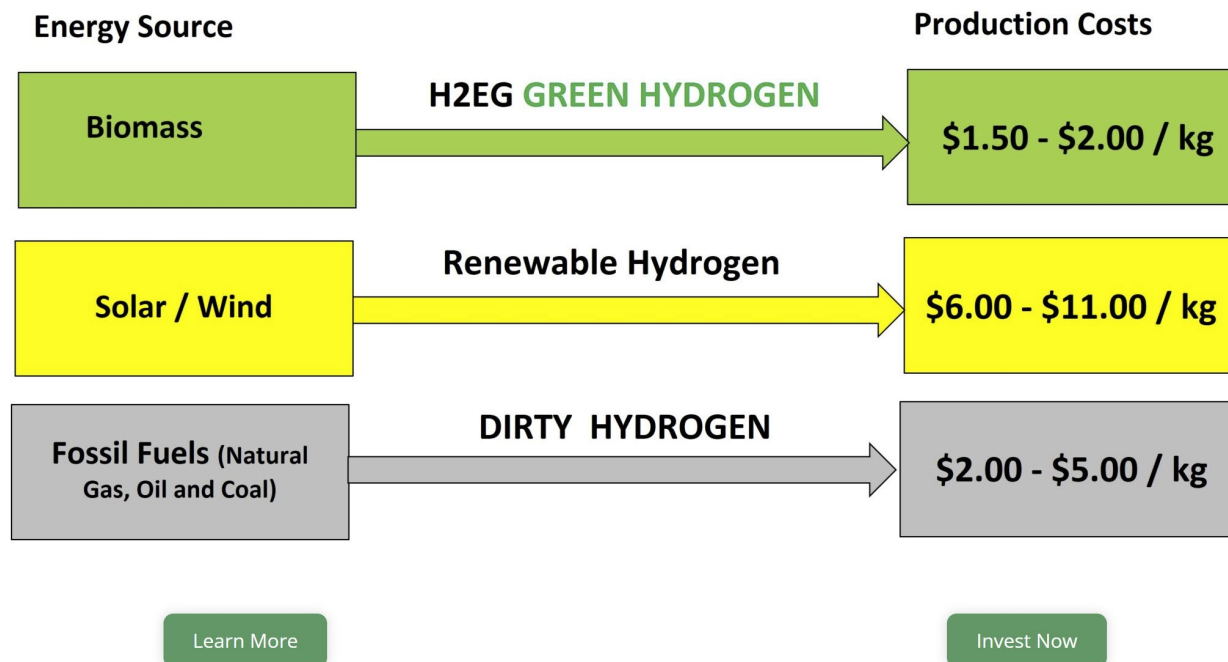 Energy Source
Production Costs
Biomass
H2EG GREEN HYDROGEN
$1.50 - $2.00 / kg
Solar / Wind
Renewable Hydrogen
$6.00 - $11.00 / kg
Fossil Fuels (Natural
Gas, Oil and Coal)
DIRTY HYDROGEN
$2.00 - $5.00 / kg
Learn More
Invest Now